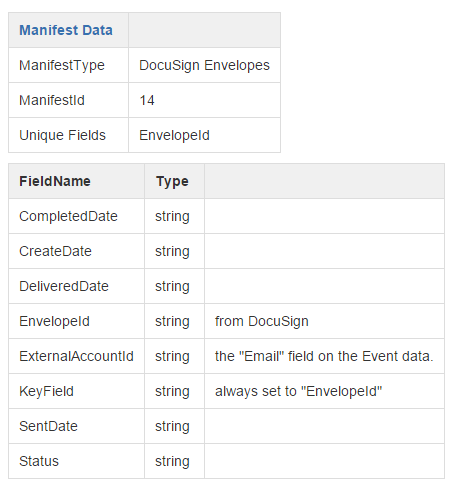 Manifest Data
ManifestType DocuSign Envelopes
ManifestId 14
Unique Fields EnvelopeId
FieldName Type
CompletedDate string
CreateDate string
DeliveredDate string
EnvelopeId string from DocuSign
ExternalAccountId string the "Email" field on the Event data.
KeyField string always set to "EnvelopeId"
SentDate string
Status string